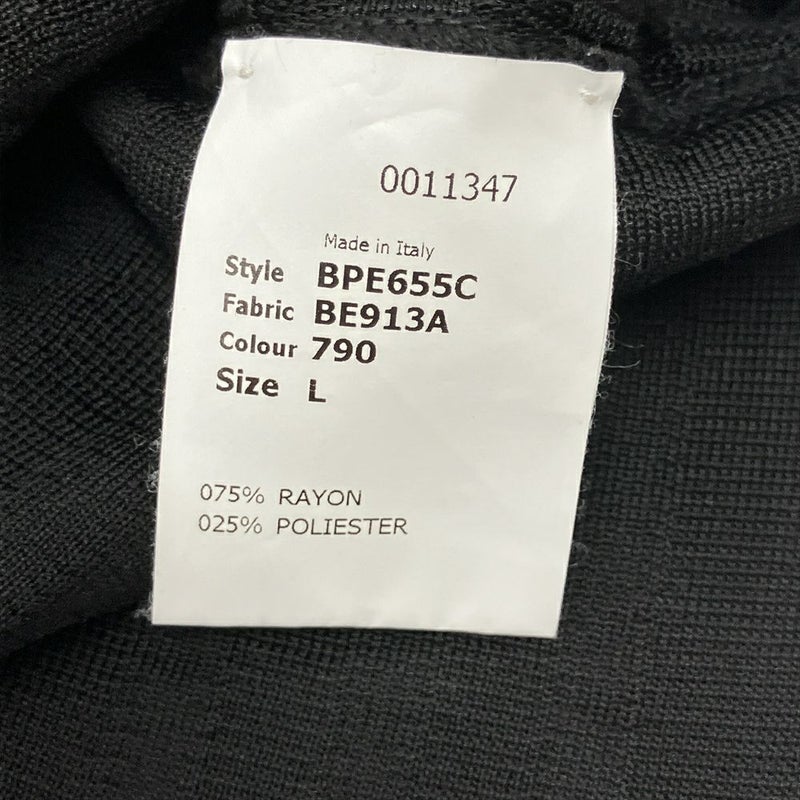 0011347
Made in Italy
Style BPE655C
Fabric BE913A
Colour 790
Size L
075% RAYON
025% POLIESTER